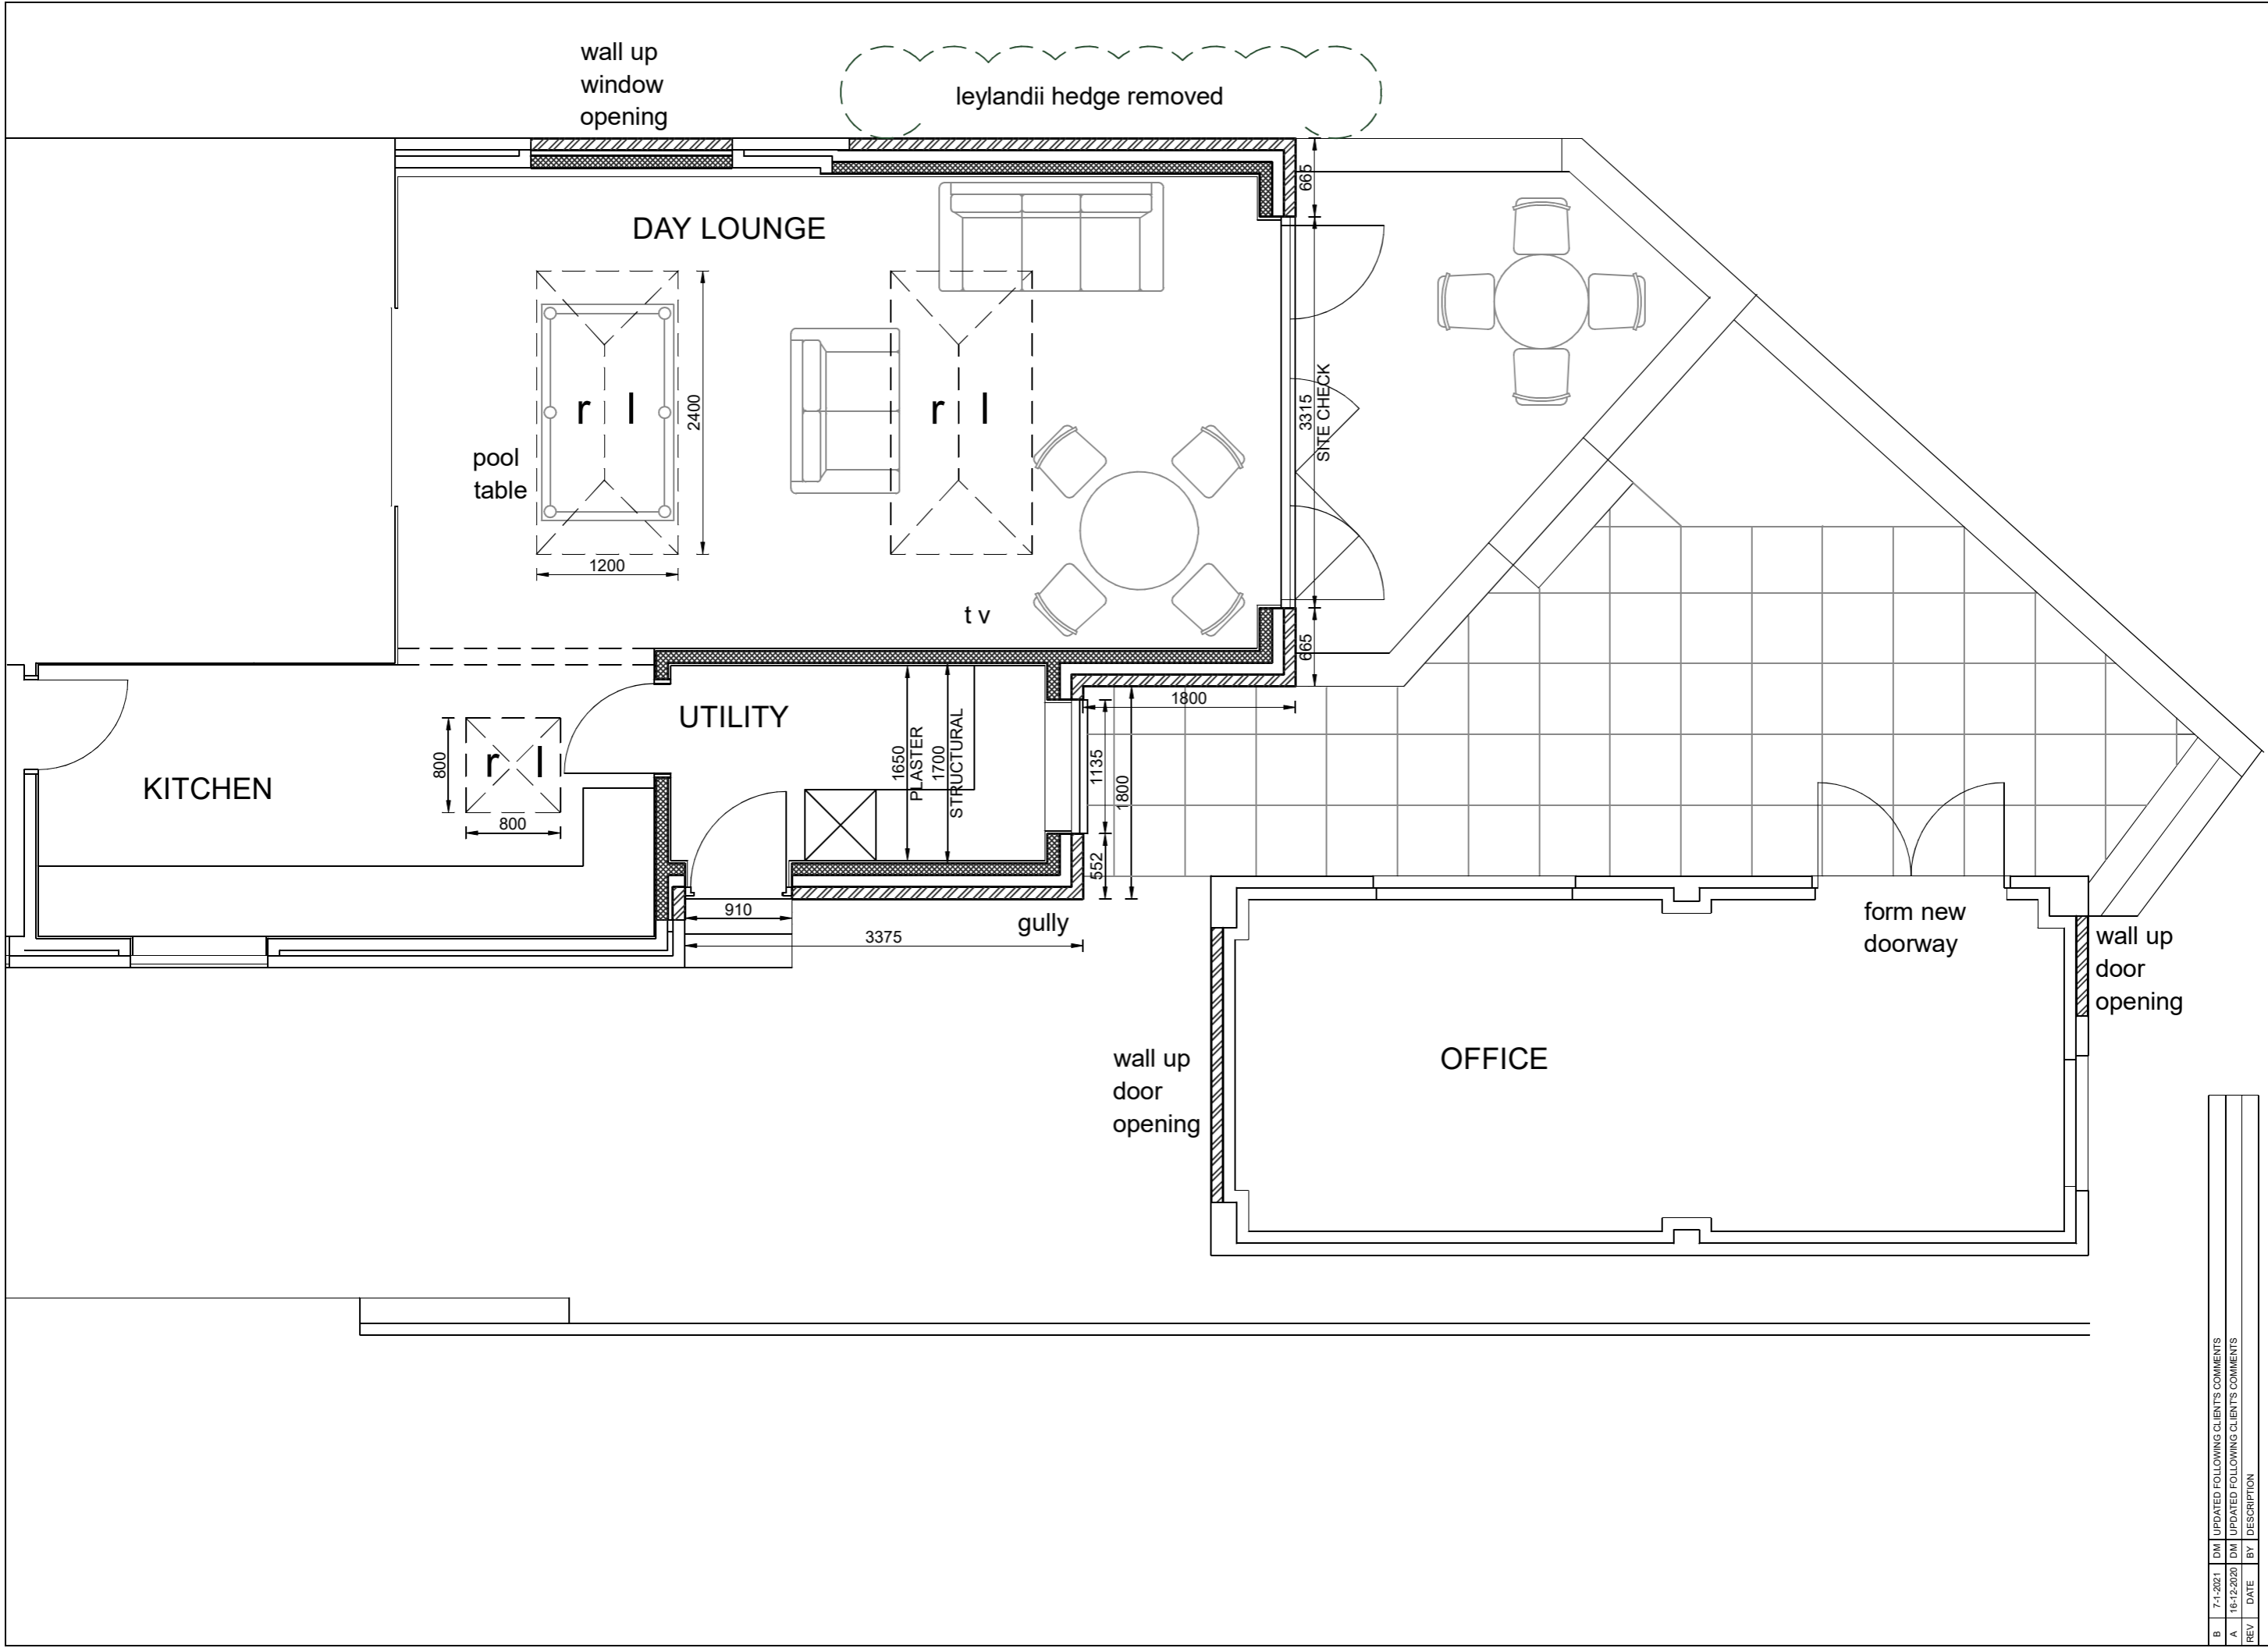 wall up
window
opening
leylandii hedge removed
665
DAY LOUNGE
r l
r l
2400
3315
SITE CHECK
pool
table
1200
t v
665
UTILITY
1800
KITCHEN
r l
800
800
1650
PLASTER
1700
STRUCTURAL
1135
1800
552
910
3375
gully
form new
doorway
wall up
door
opening
wall up
door
opening
OFFICE
B 7-1-2021 DM UPDATED FOLLOWING CLIENT'S COMMENTS
A 16-12-2020 DM UPDATED FOLLOWING CLIENT'S COMMENTS
REV DATE BY DESCRIPTION